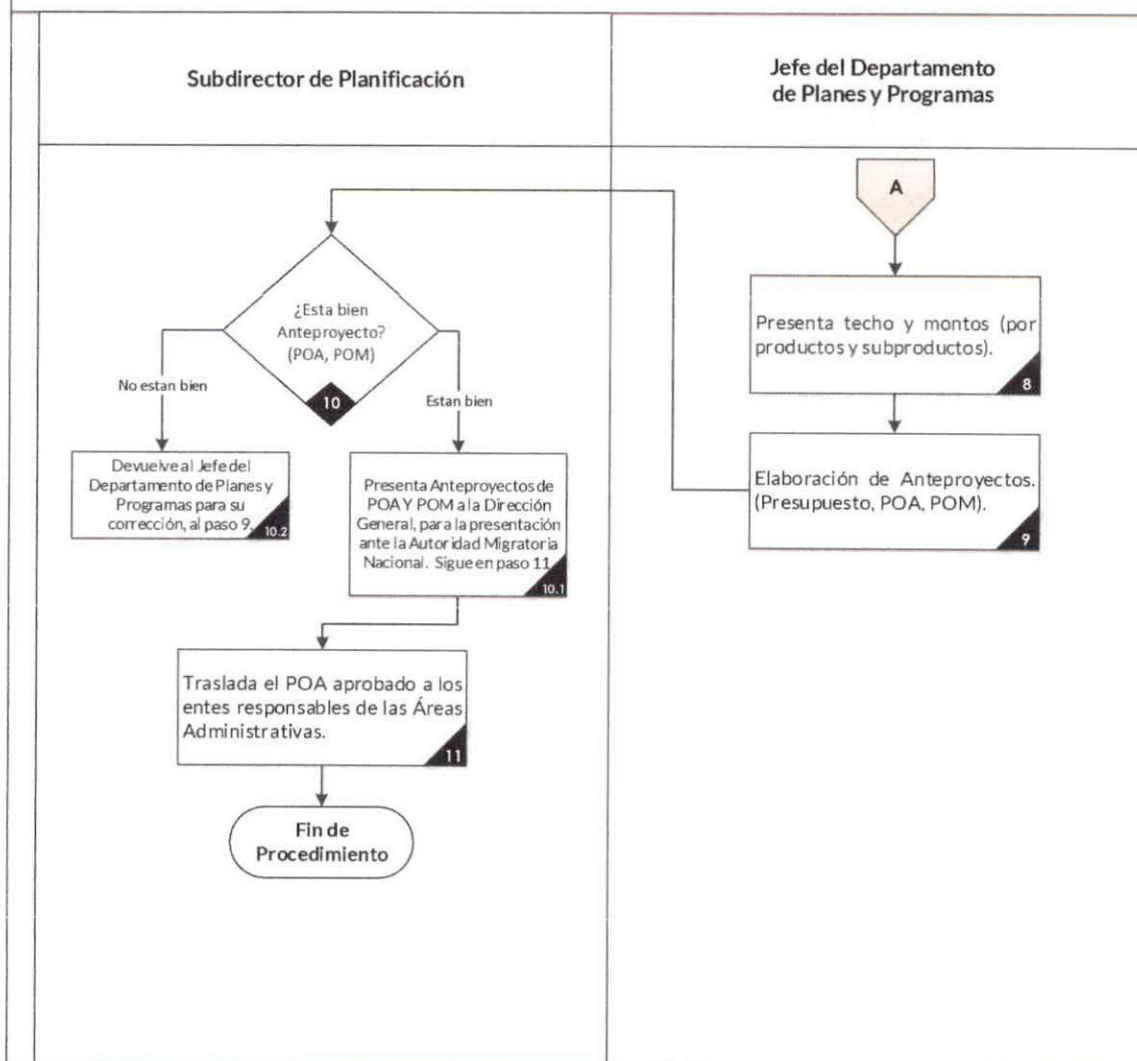 Subdirector de Planificación
Jefe del Departamento
de Planes y Programas
A
Presenta techo y montos (por
productos y subproductos).
8
Elaboración de Anteproyectos.
(Presupuesto, POA, POM).
9
¿Esta bien
Anteproyecto?
(POA, POM)
10
No estan bien
Estan bien
Devuelve al Jefe del
Departamento de Planes y
Programas para su
corrección, al paso 9.
10.2
Presenta Anteproyectos de
POA Y POM a la Dirección
General, para la presentación
ante la Autoridad Migratoria
Nacional. Sigue en paso 11
10.1
Traslada el POA aprobado a los
entes responsables de las Áreas
Administrativas.
11
Fin de
Procedimiento